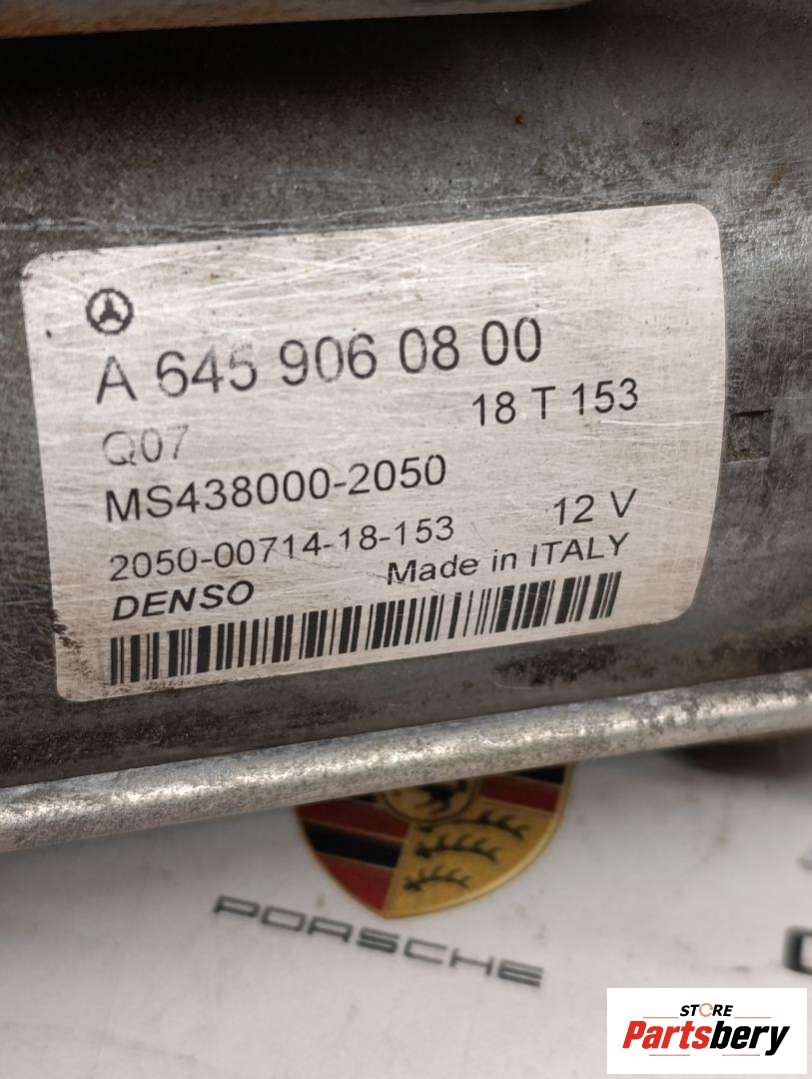 A 645 906 08 00
18 T 153
Q07
MS438000-2050
12 V
2050-00714-18-153
Made in ITALY
DENSO
PORSCHE
STORE
Partsbery